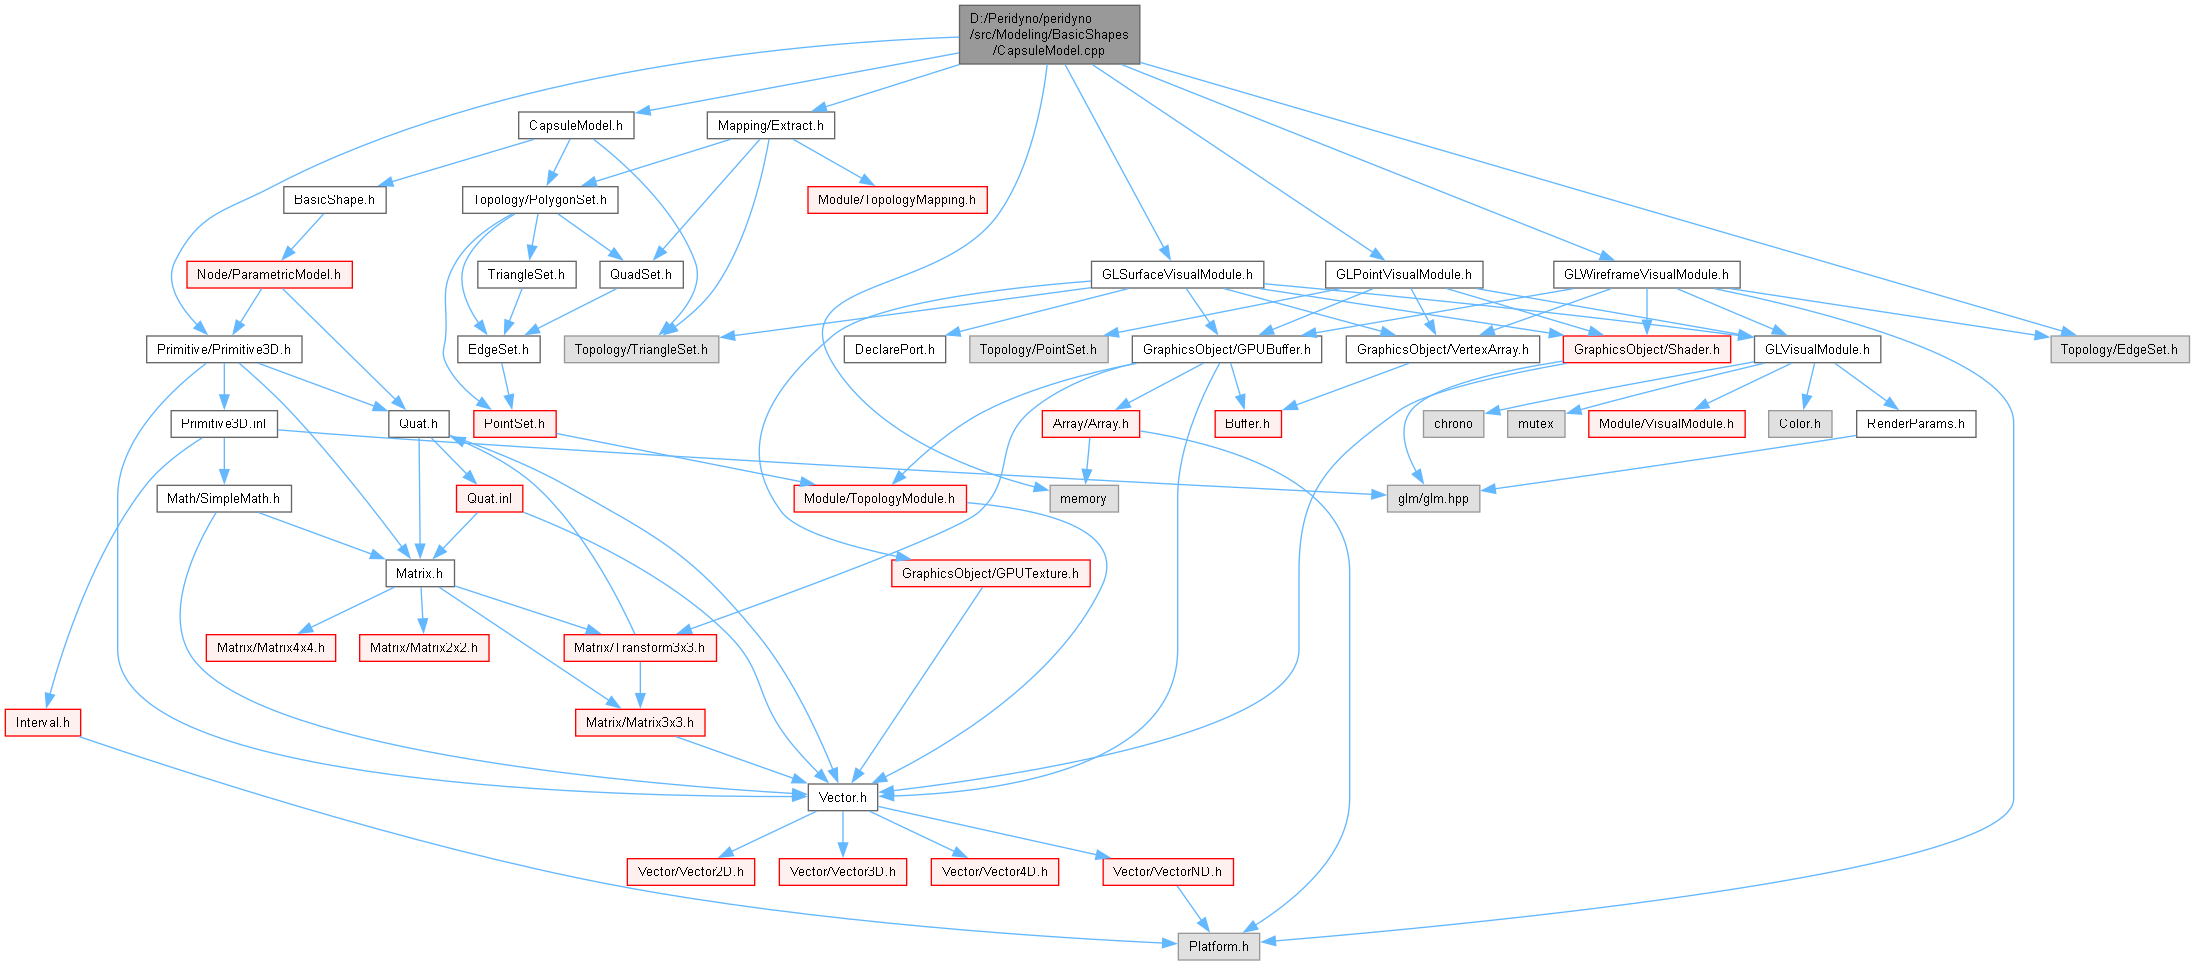 D:/Peridyno/peridyno
/src/Modeling/BasicShapes
/CapsuleModel.cpp
CapsuleModel.h
Mapping/Extract.h
BasicShape.h
Topology/PolygonSet.h
Module/TopologyMapping.h
Node/ParametricModel.h
TriangleSet.h
QuadSet.h
GLSurfaceVisualModule.h
GLPointVisualModule.h
GLWireframeVisualModule.h
Primitive/Primitive3D.h
EdgeSet.h
Topology/TriangleSet.h
DeclarePort.h
Topology/PointSet.h
GraphicsObject/GPUBuffer.h
GraphicsObject/VertexArray.h
GraphicsObject/Shader.h
GLVisualModule.h
Topology/EdgeSet.h
Primitive3D.inl
Quat.h
PointSet.h
Array/Array.h
Buffer.h
chrono
mutex
Module/VisualModule.h
Color.h
RenderParams.h
Math/SimpleMath.h
Quat.inl
Module/TopologyModule.h
memory
glm/glm.hpp
Matrix.h
GraphicsObject/GPUTexture.h
Matrix/Matrix4x4.h
Matrix/Matrix2x2.h
Matrix/Transform3x3.h
Interval.h
Matrix/Matrix3x3.h
Vector.h
Vector/Vector2D.h
Vector/Vector3D.h
Vector/Vector4D.h
Vector/VectorND.h
Platform.h